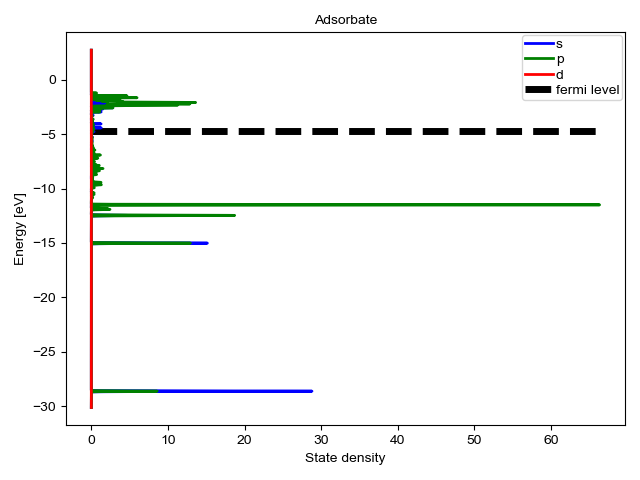 Adsorbate
s
p
d
fermi level
0
−5
−10
−15
−20
−25
−30
Energy [eV]
0 10 20 30 40 50 60
State density